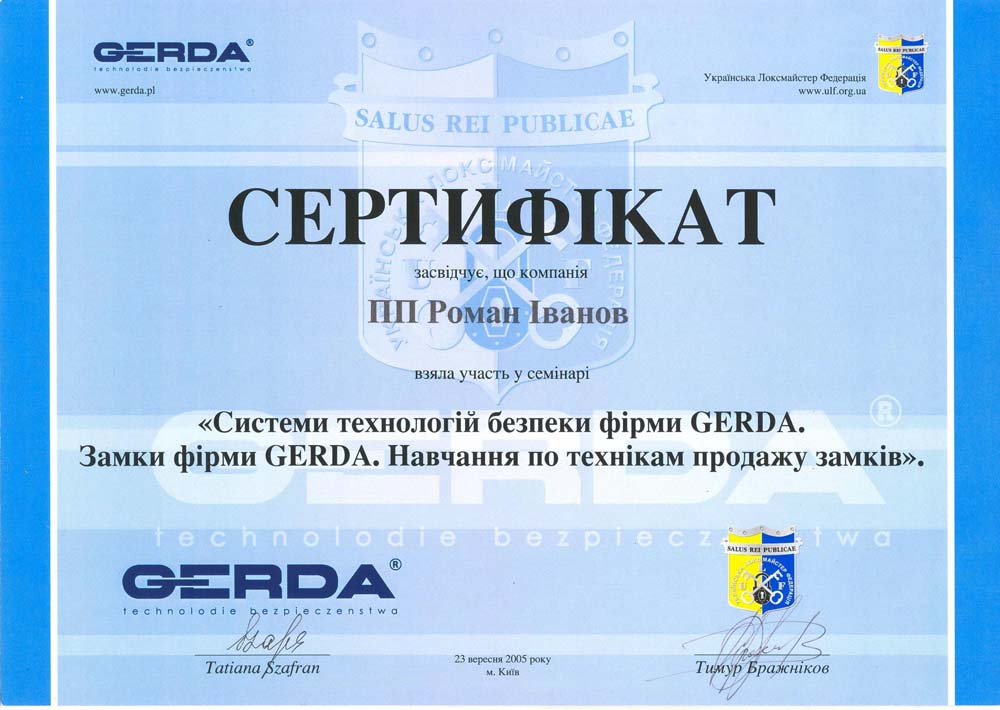 GERDA®
technolodie bezpieczenstwa
www.gerda.pl
Українська Локсмайстер Федерація
www.ulf.org.ua
SALUS REI PUBLICAE
SALUS REI PUBLICAE
УКРАЇНСЬКА ЛОКСМАЙСТЕР ФЕДЕРАЦІЯ
U F
СЕРТИФІКАТ
засвідчує, що компанія
ПП Роман Іванов
взяла участь у семінарі
«Системи технологій безпеки фірми GERDA.
Замки фірми GERDA. Навчання по технікам продажу замків».
GERDA®
technolodie bezpieczenstwa
GERDA®
technolodie bezpieczenstwa
SALUS REI PUBLICAE
УКРАЇНСЬКА ЛОКСМАЙСТЕР ФЕДЕРАЦІЯ
U F
Tatiana Szafran
23 вересня 2005 року
м. Київ
Тимур Бражніков